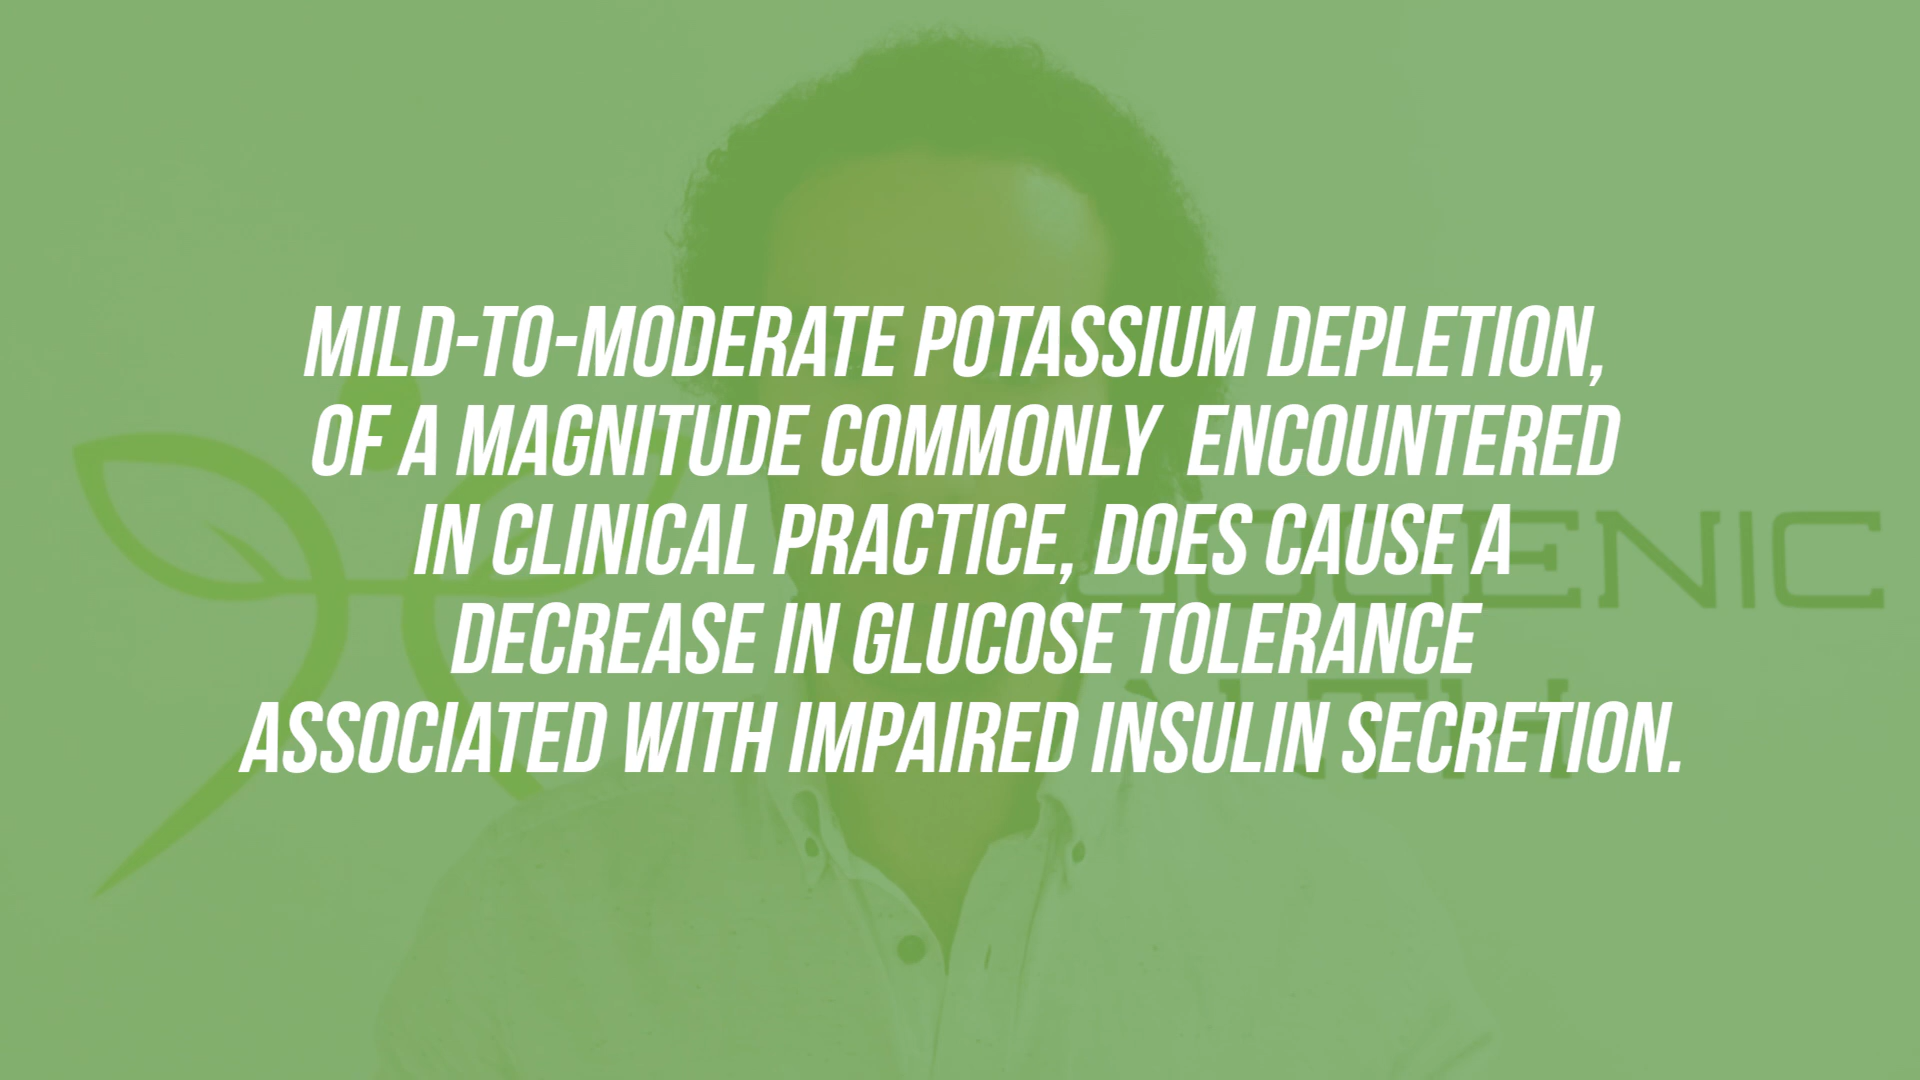 MILD-TO-MODERATE POTASSIUM DEPLETION,
OF A MAGNITUDE COMMONLY ENCOUNTERED
IN CLINICAL PRACTICE, DOES CAUSE A
DECREASE IN GLUCOSE TOLERANCE
ASSOCIATED WITH IMPAIRED INSULIN SECRETION.